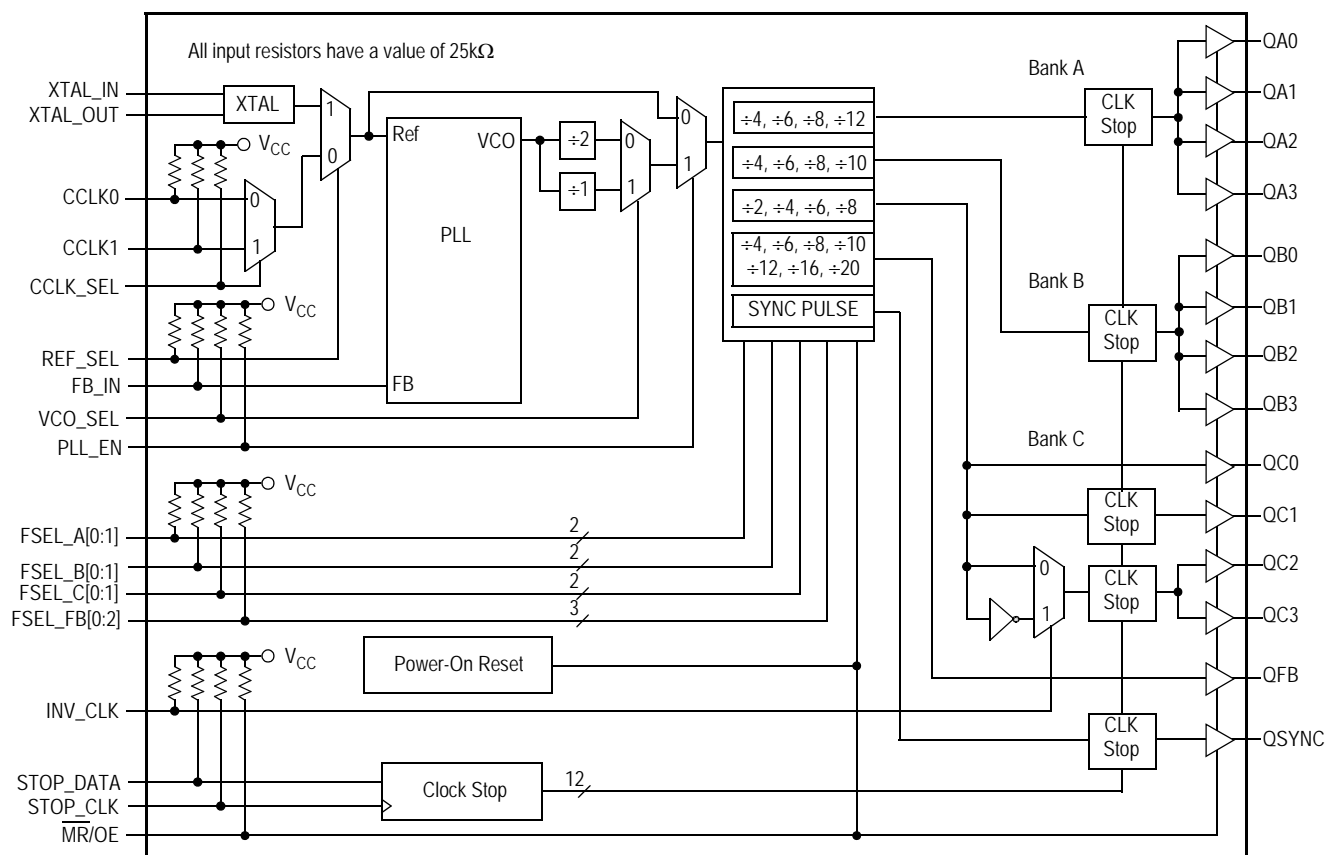 All input resistors have a value of 25kΩ
XTAL_IN
XTAL_OUT
XTAL
1
0
VCC
CCLK0
CCLK1
CCLK_SEL
0
1
VCC
REF_SEL
FB_IN
VCO_SEL
PLL_EN
Ref
VCO
PLL
FB
÷2
÷1
0
1
0
1
÷4, ÷6, ÷8, ÷12
÷4, ÷6, ÷8, ÷10
÷2, ÷4, ÷6, ÷8
÷4, ÷6, ÷8, ÷10
÷12, ÷16, ÷20
SYNC PULSE
Bank A
CLK
Stop
QA0
QA1
QA2
QA3
Bank B
CLK
Stop
QB0
QB1
QB2
QB3
Bank C
QC0
CLK
Stop
QC1
0
1
CLK
Stop
QC2
QC3
QFB
CLK
Stop
QSYNC
VCC
FSEL_A[0:1]
2
FSEL_B[0:1]
2
FSEL_C[0:1]
2
FSEL_FB[0:2]
3
VCC
Power-On Reset
INV_CLK
STOP_DATA
STOP_CLK
Clock Stop
12
MR/OE